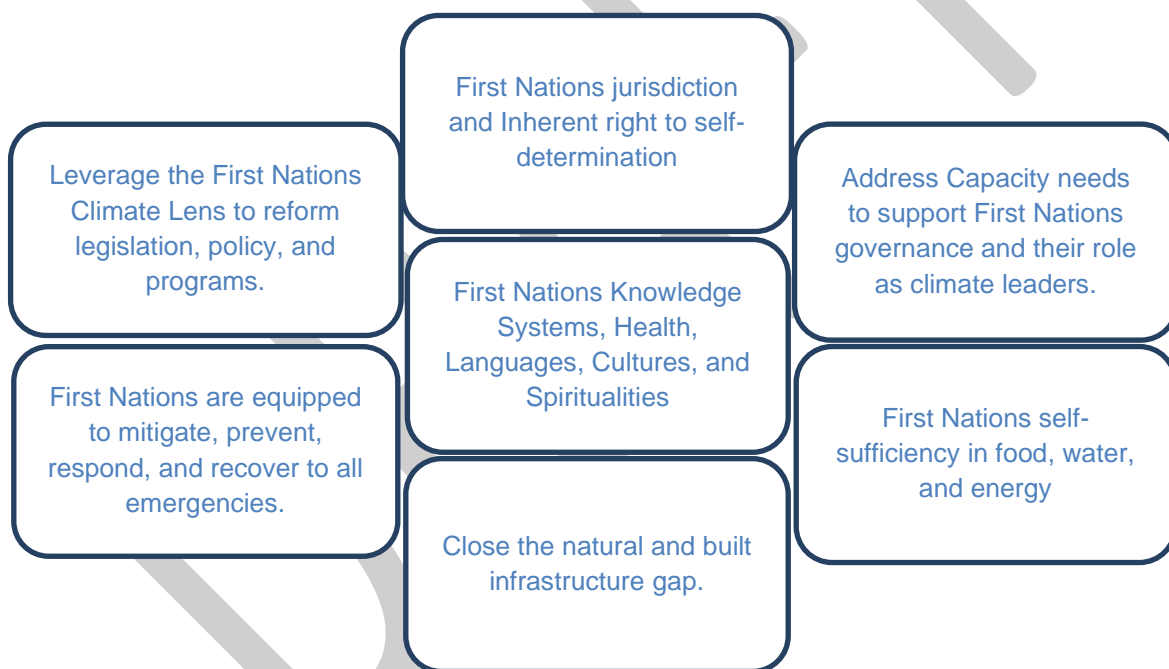 First Nations jurisdiction
and Inherent right to self-
determination
Leverage the First Nations
Climate Lens to reform
legislation, policy, and
programs.
Address Capacity needs
to support First Nations
governance and their role
as climate leaders.
First Nations Knowledge
Systems, Health,
Languages, Cultures, and
Spiritualities
First Nations are equipped
to mitigate, prevent,
respond, and recover to all
emergencies.
First Nations self-
sufficiency in food, water,
and energy
Close the natural and built
infrastructure gap.